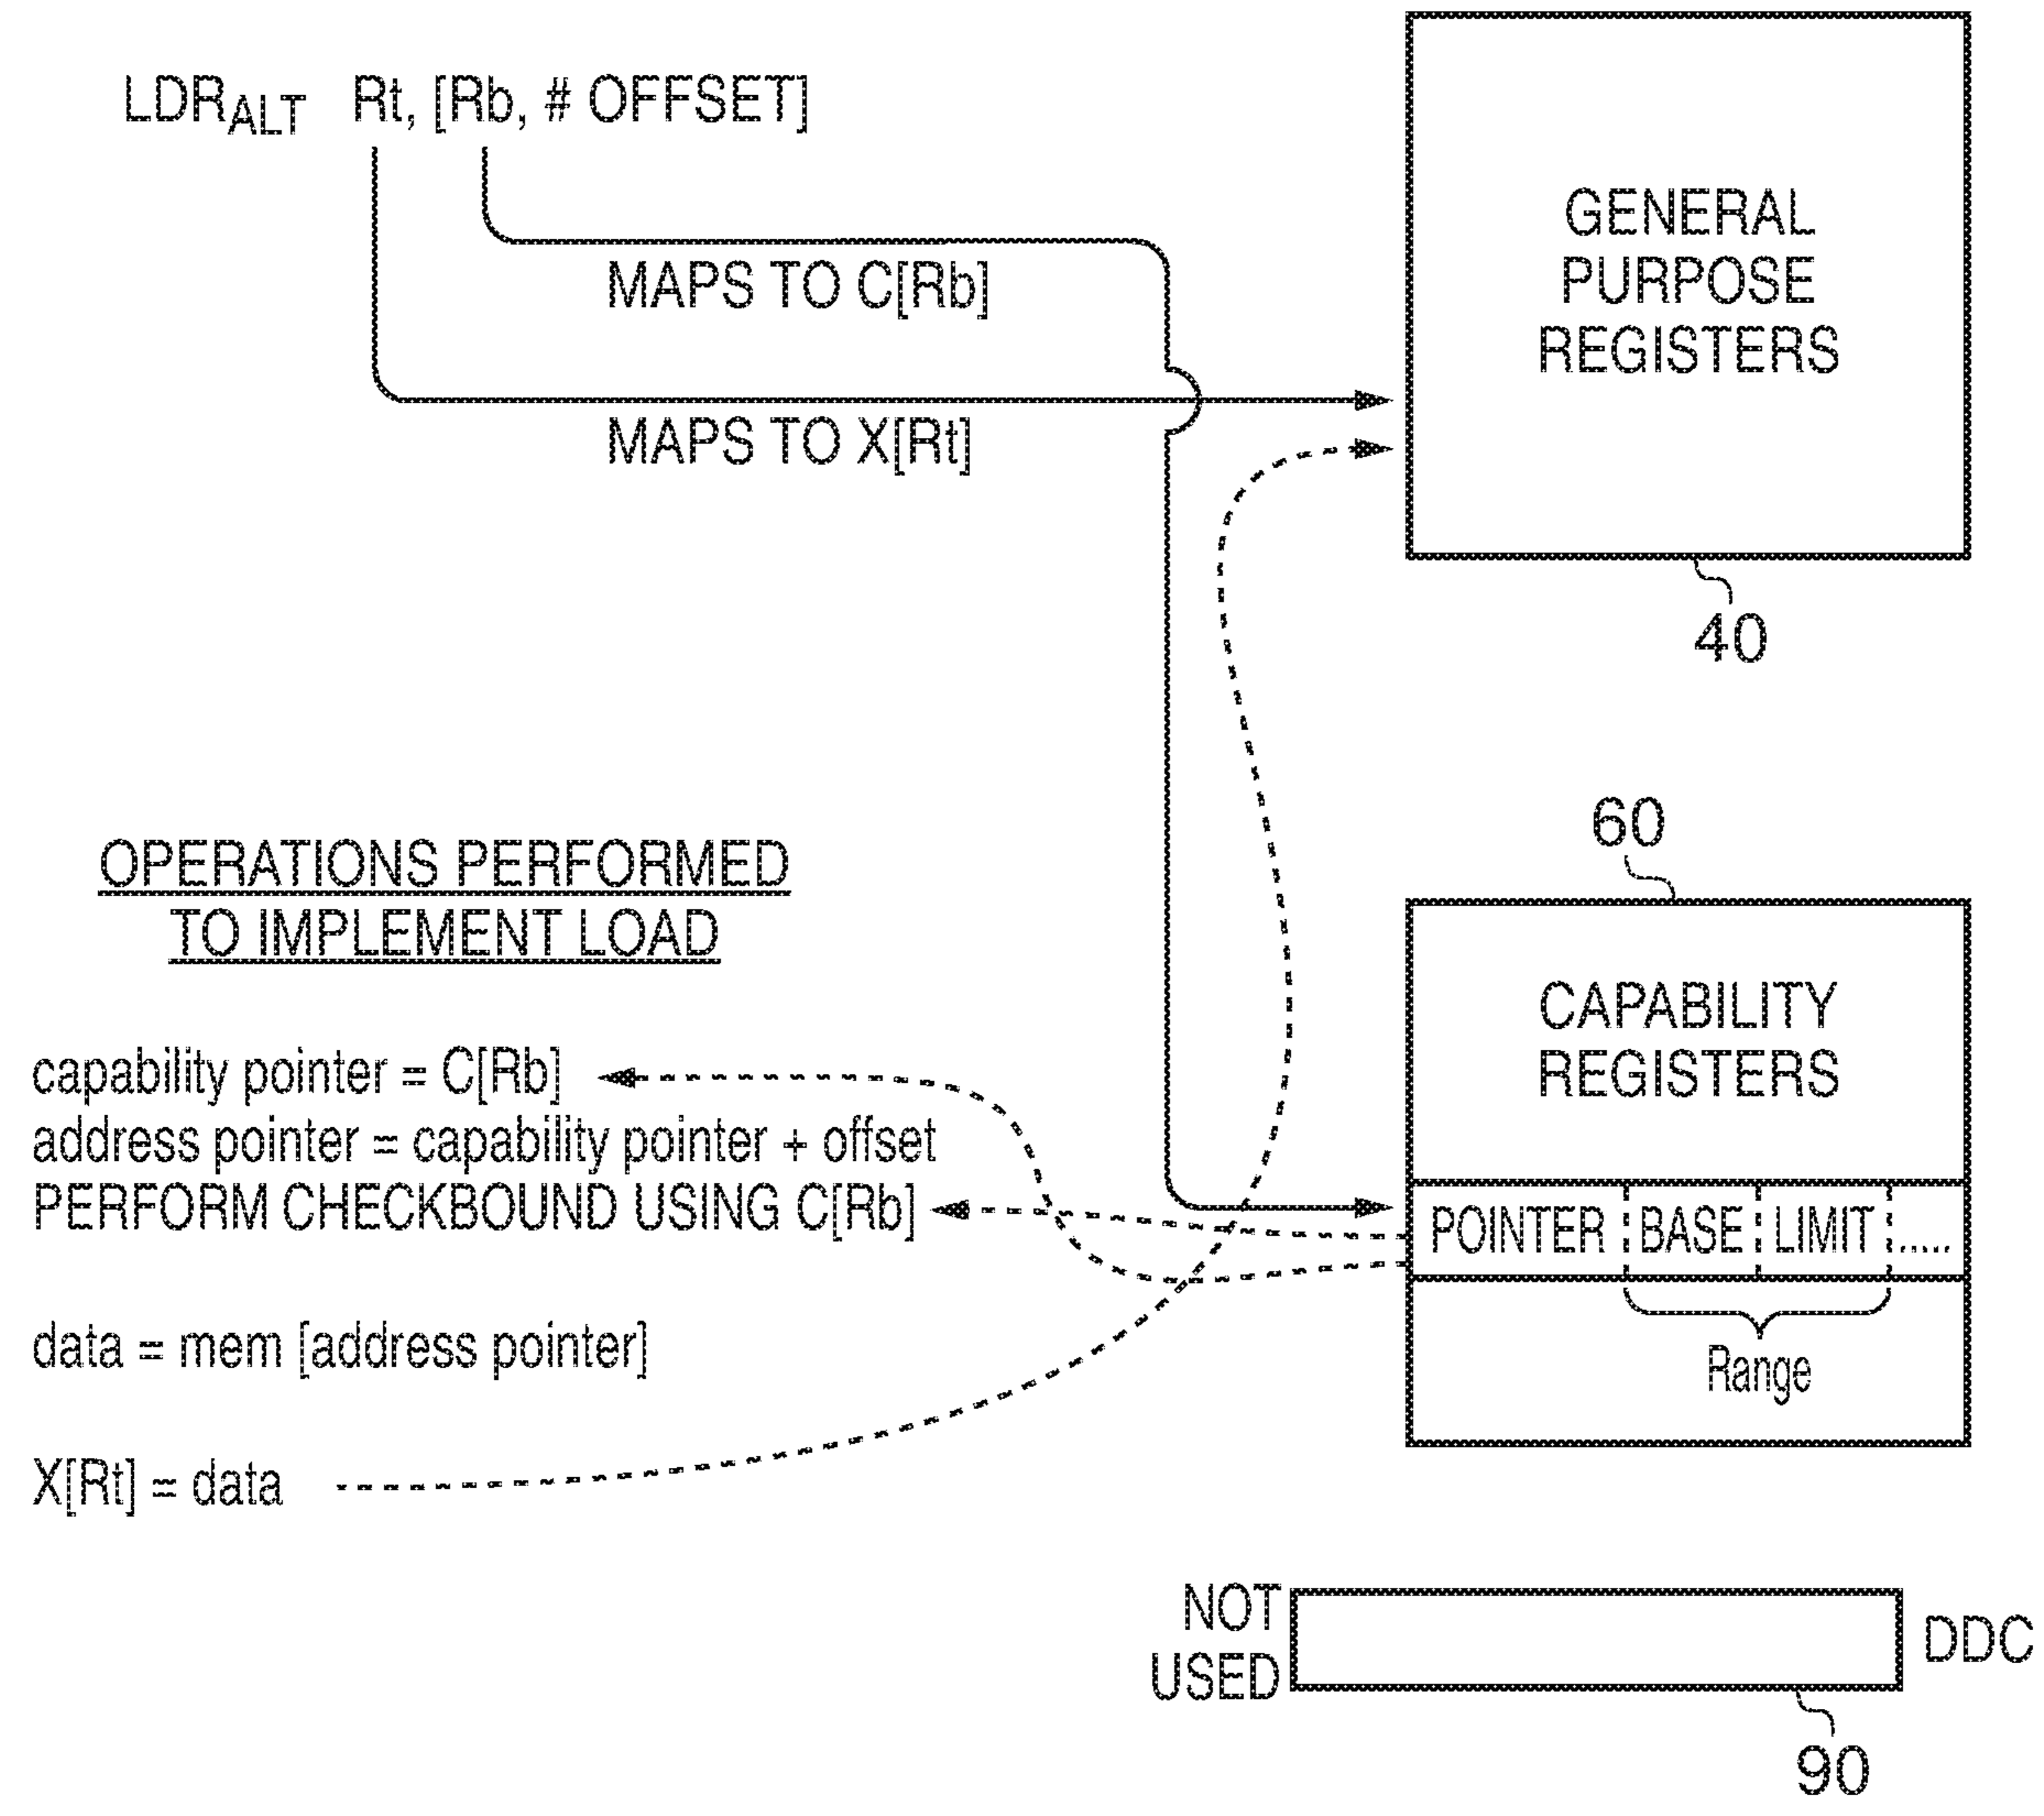 LDRALT Rt, [Rb, # OFFSET]
MAPS TO C[Rb]
MAPS TO X[Rt]
GENERAL
PURPOSE
REGISTERS
40
OPERATIONS PERFORMED
TO IMPLEMENT LOAD
capability pointer = C[Rb]
address pointer = capability pointer + offset
PERFORM CHECKBOUND USING C[Rb]
data = mem [address pointer]
X[Rt] = data
60
CAPABILITY
REGISTERS
POINTER BASE LIMIT .....
Range
NOT
USED
DDC
90